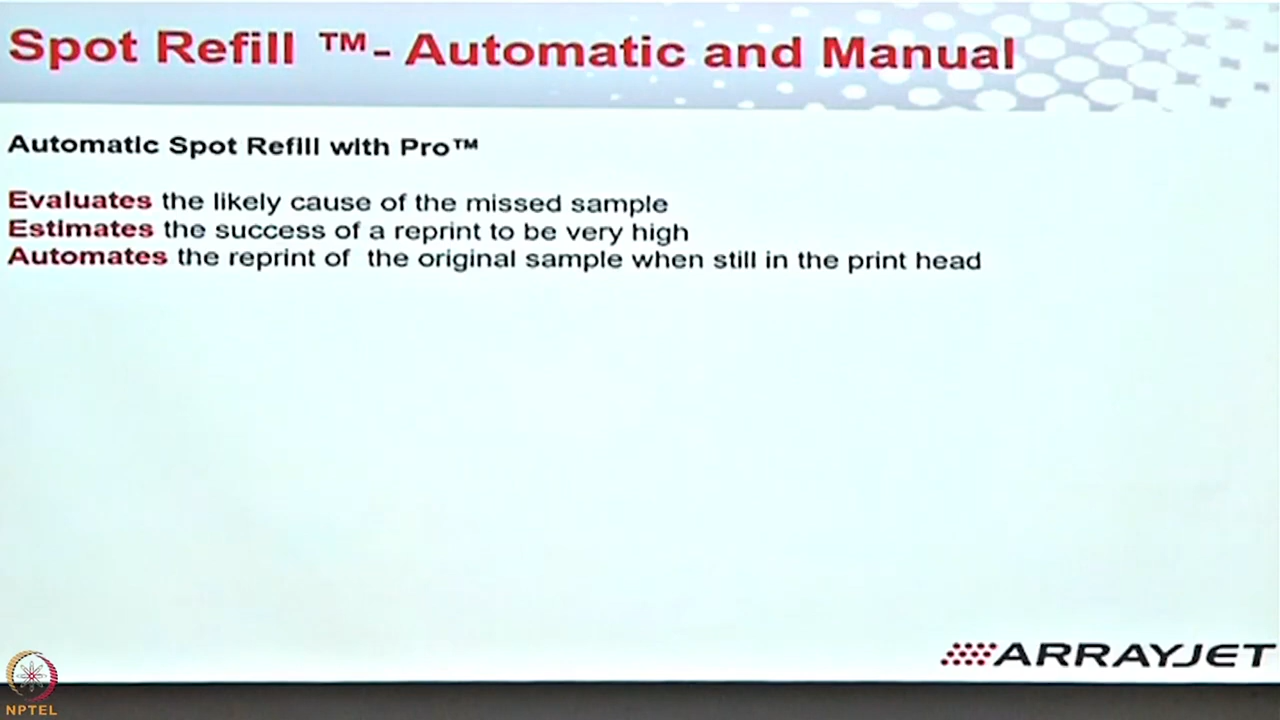 Spot Refill ™- Automatic and Manual
Automatic Spot Refill with Pro™
Evaluates the likely cause of the missed sample
Estimates the success of a reprint to be very high
Automates the reprint of the original sample when still in the print head
ARRAYJET
NPTEL